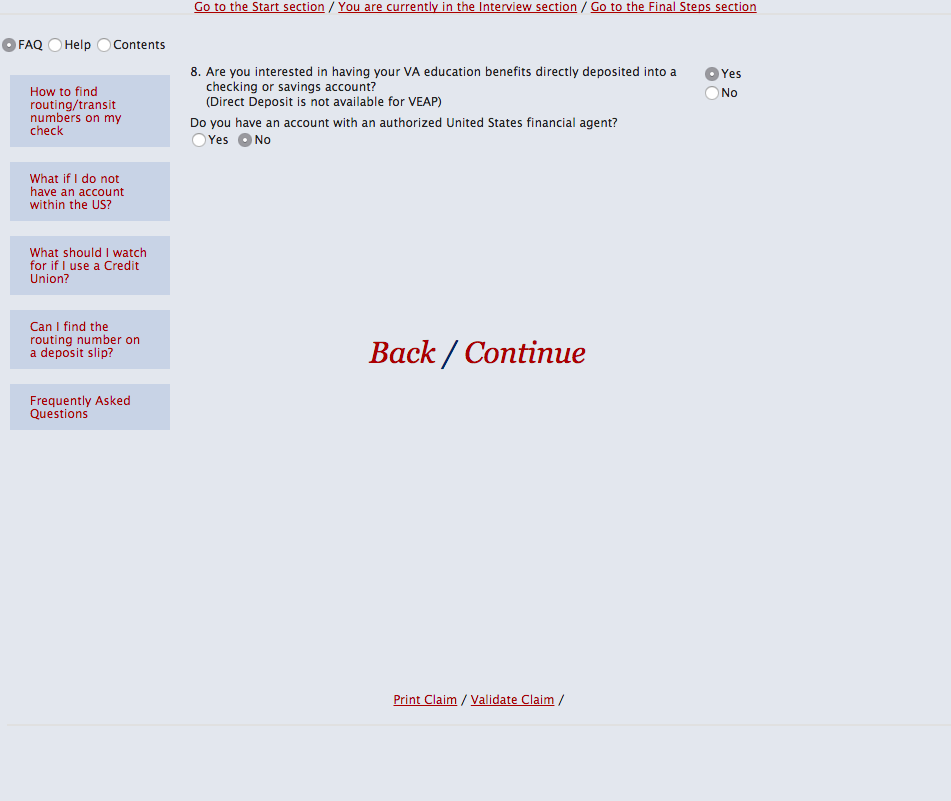 Go to the Start section / You are currently in the Interview section / Go to the Final Steps section
FAQ Help Contents
How to find
routing/transit
numbers on my
check
What if I do not
have an account
within the US?
What should I watch
for if I use a Credit
Union?
Can I find the
routing number on
a deposit slip?
Frequently Asked
Questions
8. Are you interested in having your VA education benefits directly deposited into a
checking or savings account?
(Direct Deposit is not available for VEAP)
Yes
No
Do you have an account with an authorized United States financial agent?
Yes No
Back / Continue
Print Claim / Validate Claim /